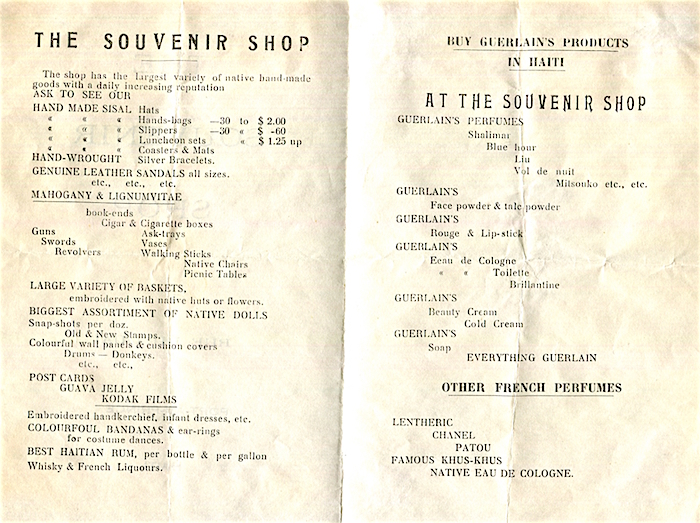 THE SOUVENIR SHOP
The shop has the largest variety of native hand-made
goods with a daily increasing reputation
ASK TO SEE OUR
HAND MADE SISAL Hats
« « « Hands-bags —30 to $ 2.00
« « « Slippers —30 « $ -60
« « « Luncheon sets « $ 1.25 up
« « « Coasters & Mats
HAND-WROUGHT Silver Bracelets.
GENUINE LEATHER SANDALS all sizes.
etc., etc., etc.
MAHOGANY & LIGNUMVITAE
book-ends
Cigar & Cigarette boxes
Guns Ask-trays
Swords Vases
Revolvers Walking Sticks
Native Chairs
Picnic Tables
LARGE VARIETY OF BASKETS,
embroidered with native huts or flowers.
BIGGEST ASSORTIMENT OF NATIVE DOLLS
Snap-shots per doz.
Old & New Stamps.
Colourful wall panels & cushion covers
Drums — Donkeys.
etc., etc.,
POST CARDS
GUAVA JELLY
KODAK FILMS
Embroidered handkerchief, infant dresses, etc.
COLOURFOUL BANDANAS & ear-rings
for costume dances.
BEST HAITIAN RUM, per bottle & per gallon
Whisky & French Liquours.
BUY GUERLAIN'S PRODUCTS
IN HAITI
AT THE SOUVENIR SHOP
GUERLAIN'S PERFUMES
Shalimar
Blue hour
Liu
Vol de nuit
Mitsouko etc., etc.
GUERLAIN'S
Face powder & talc powder
GUERLAIN'S
Rouge & Lip-stick
GUERLAIN'S
Eeau de Cologne
« « Toilette
Brillantine
GUERLAIN'S
Beauty Cream
Cold Cream
GUERLAIN'S
Soap
EVERYTHING GUERLAIN
OTHER FRENCH PERFUMES
LENTHERIC
CHANEL
PATOU
FAMOUS KHUS-KHUS
NATIVE EAU DE COLOGNE.